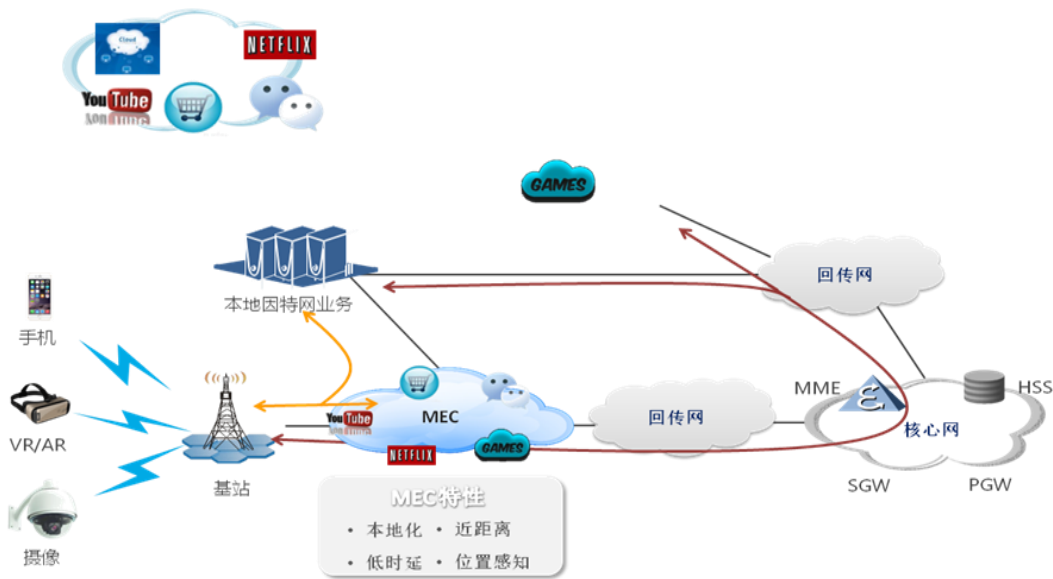 Cloud
NETFLIX
YouTube
GAMES
回传网
本地因特网业务
手机
VR/AR
摄像
基站
MEC
YouTube
NETFLIX
GAMES
回传网
MME
HSS
核心网
SGW
PGW
MEC特性
• 本地化 • 近距离
• 低时延 • 位置感知